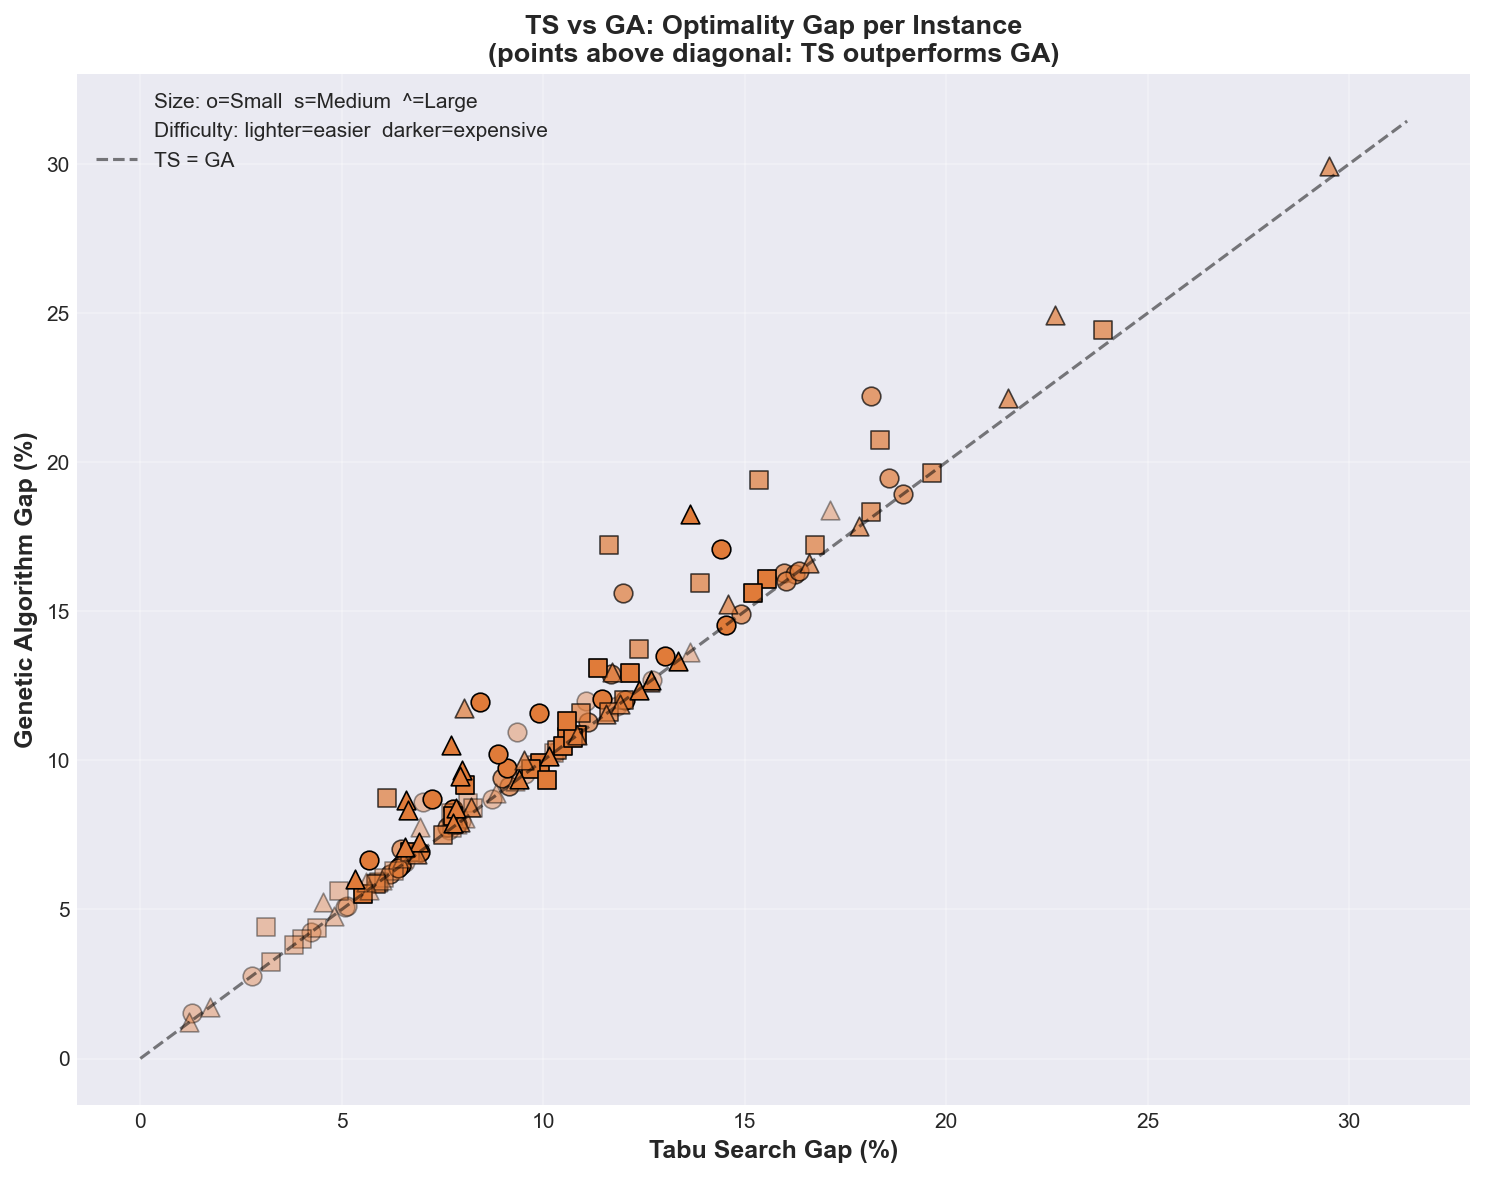 TS vs GA: Optimality Gap per Instance
(points above diagonal: TS outperforms GA)
Size: o=Small  s=Medium  ^=Large
Difficulty: lighter=easier  darker=expensive
TS = GA
Genetic Algorithm Gap (%)
30
25
20
15
10
5
0
0 5 10 15 20 25 30
Tabu Search Gap (%)